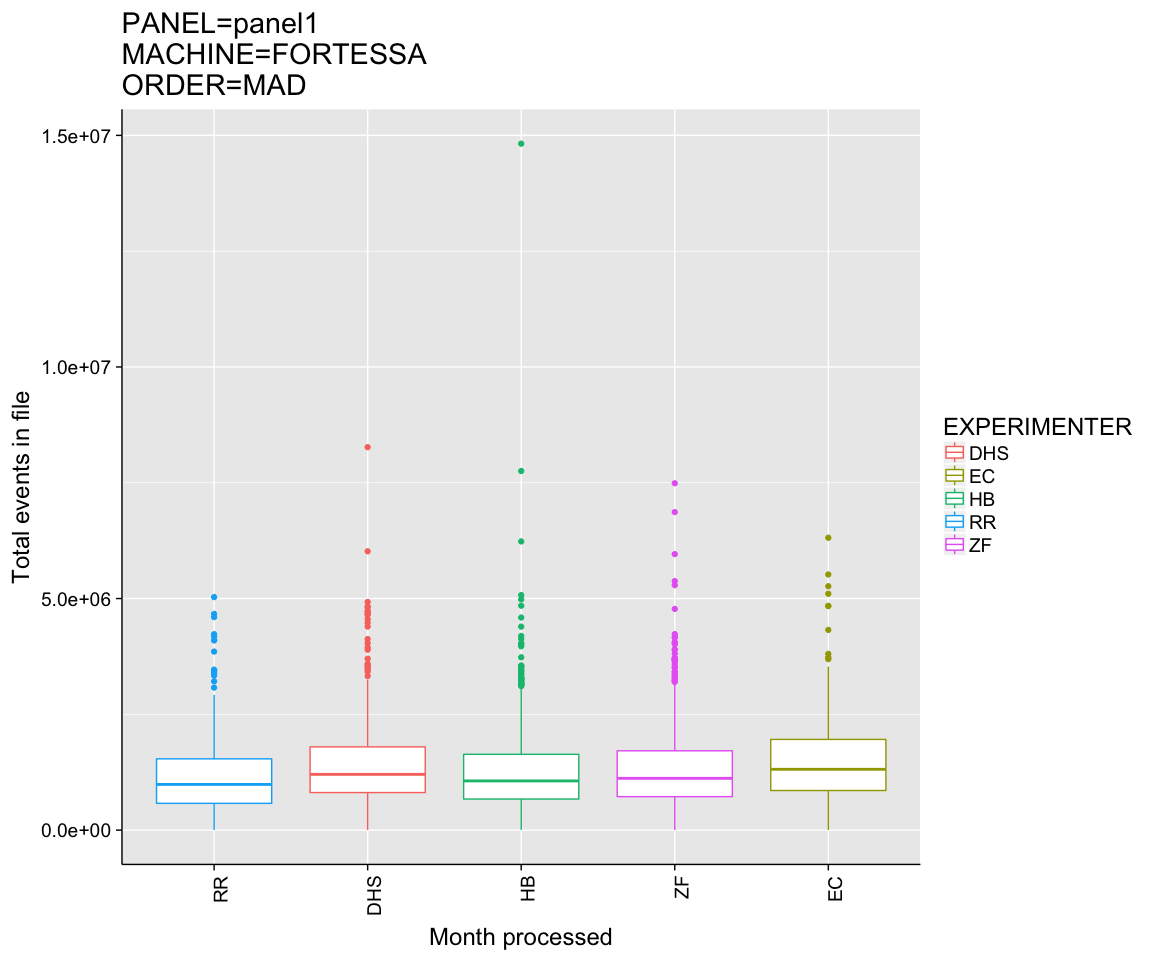 PANEL=panel1
MACHINE=FORTESSA
ORDER=MAD
1.5e+07
1.0e+07
5.0e+06
0.0e+00
Total events in file
RR
DHS
HB
ZF
EC
Month processed
EXPERIMENTER
DHS
EC
HB
RR
ZF